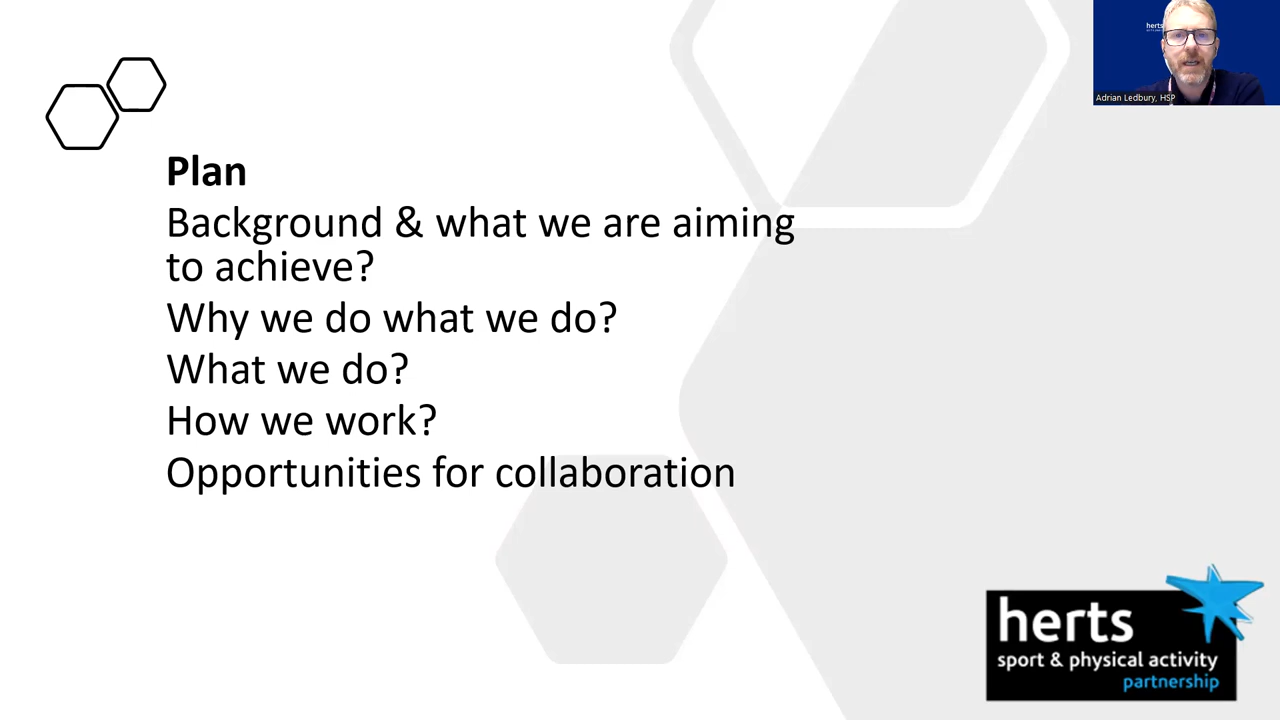 herts
Adrian Ledbury, HSP
Plan
Background & what we are aiming
to achieve?
Why we do what we do?
What we do?
How we work?
Opportunities for collaboration
herts
sport & physical activity
partnership